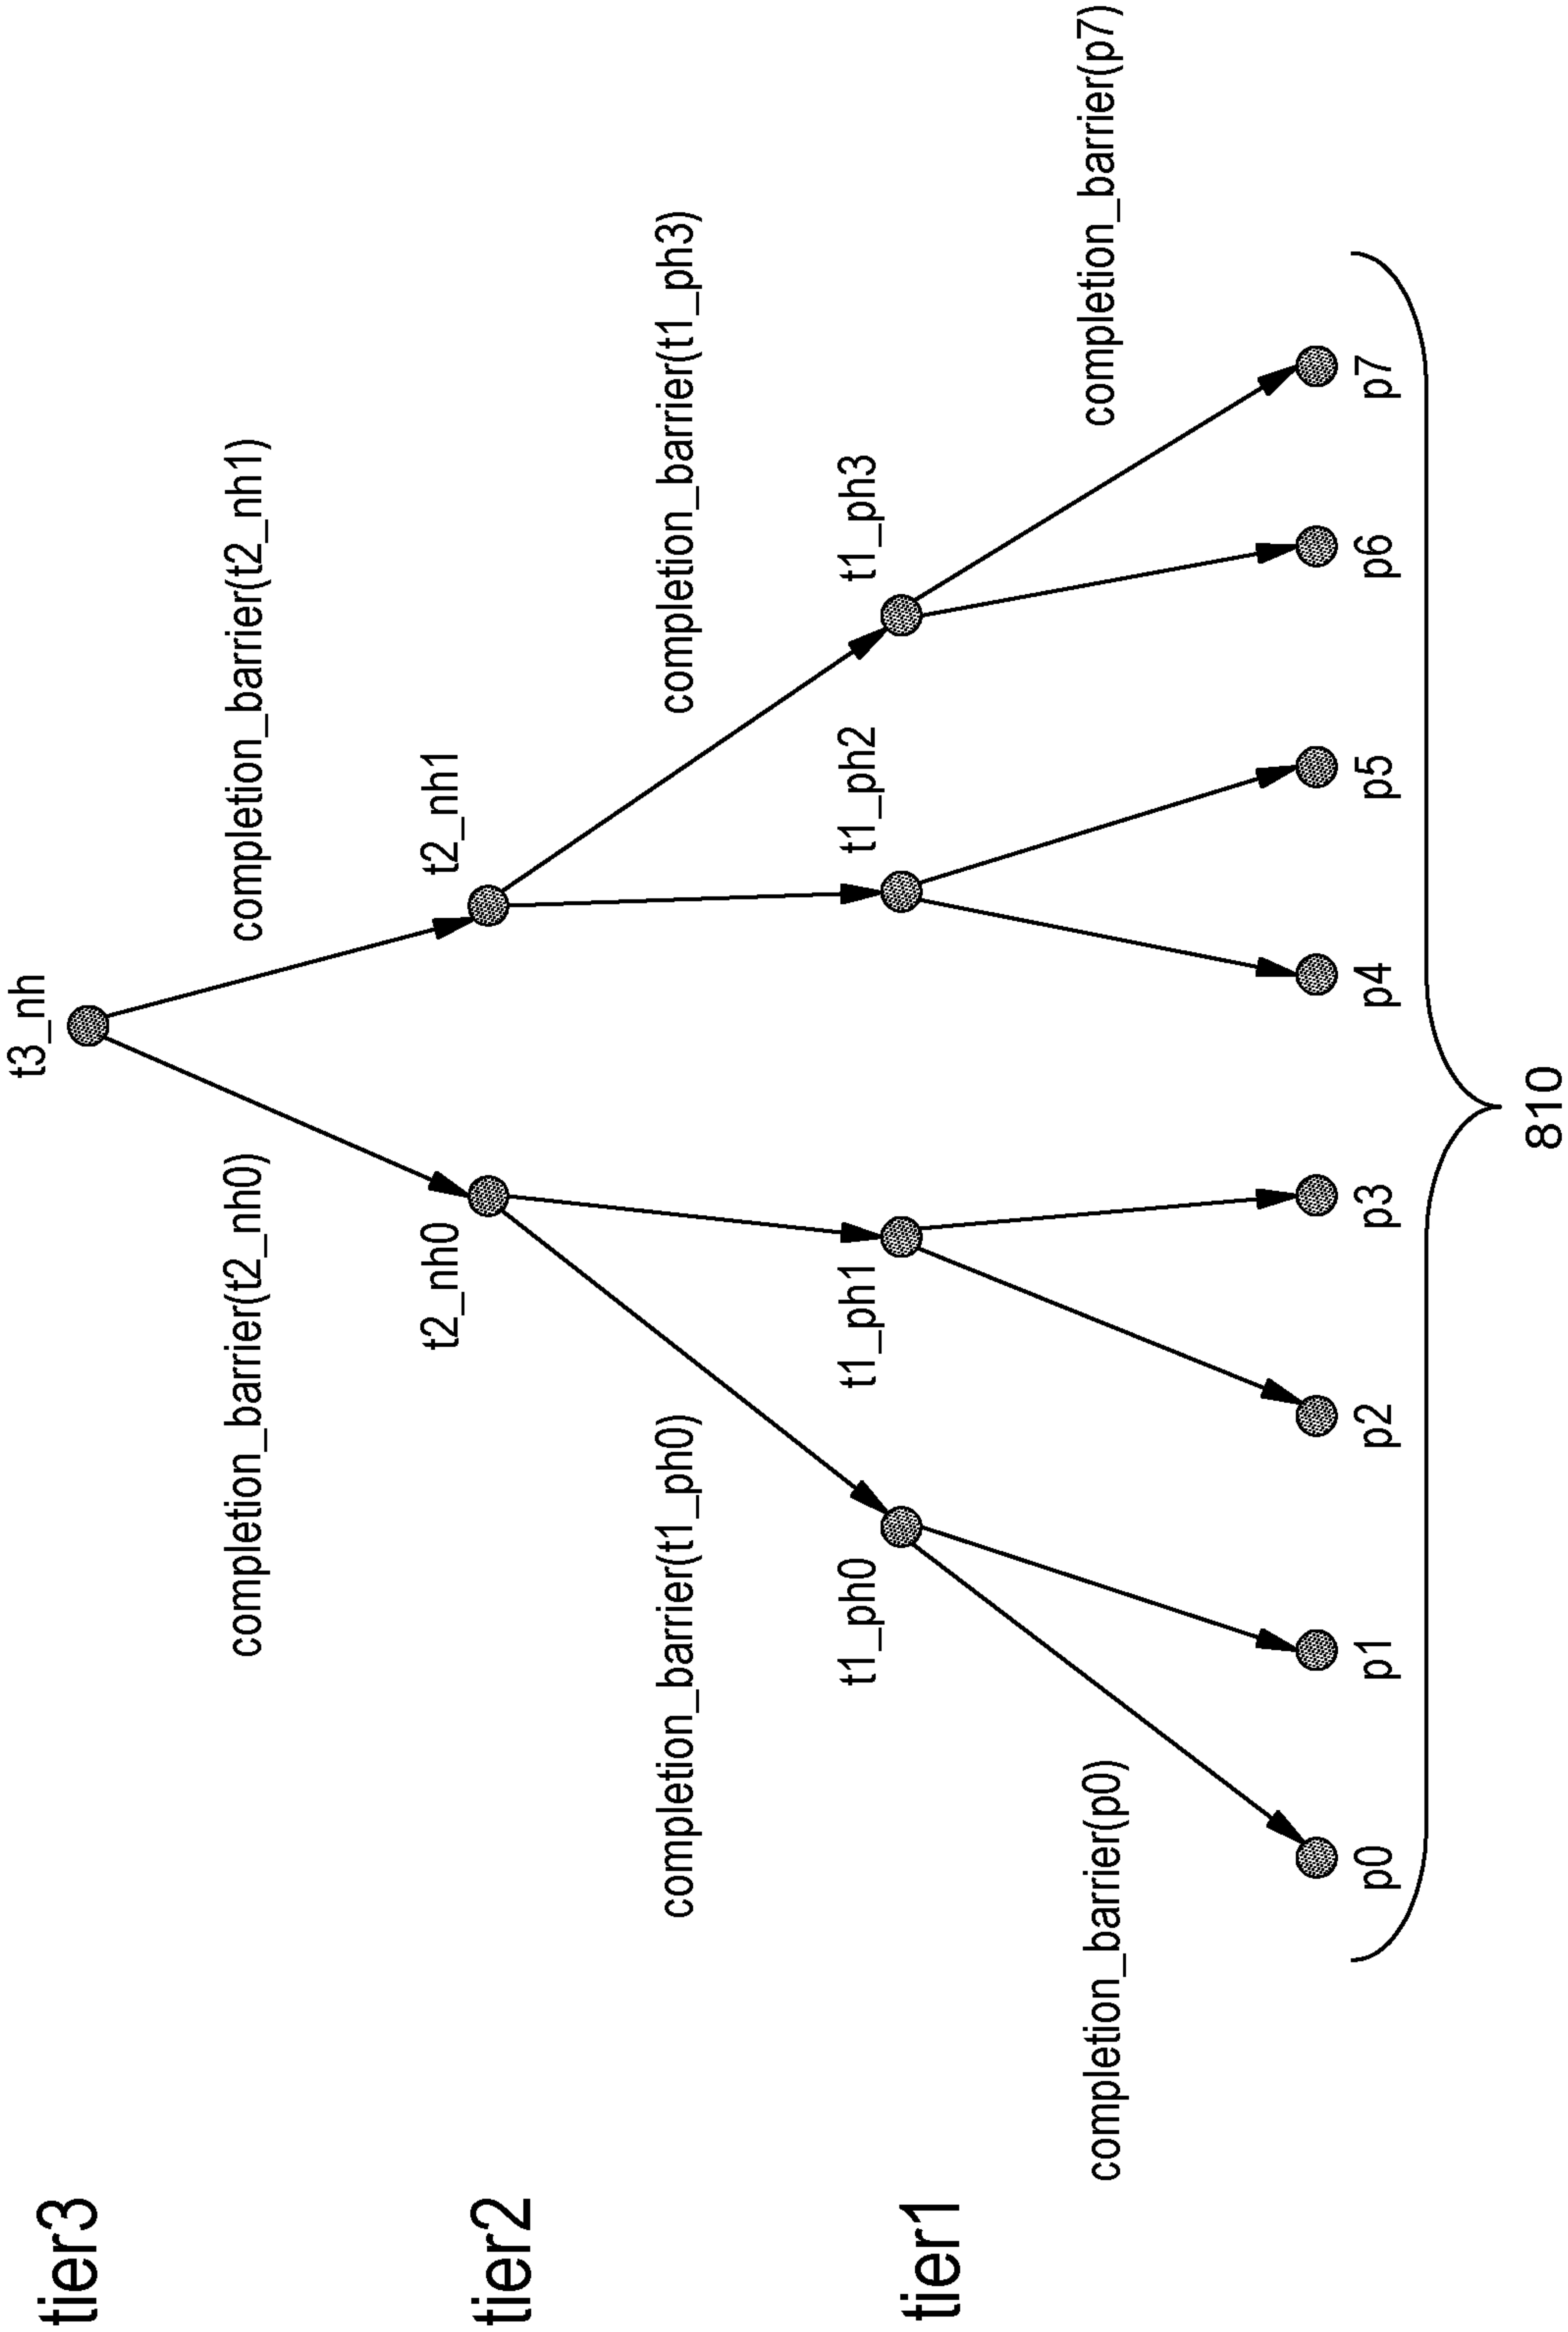 tier3
t3_nh
completion_barrier(t2_nh0)
completion_barrier(t2_nh1)
tier2
t2_nh0
t2_nh1
completion_barrier(t1_ph0)
completion_barrier(t1_ph3)
tier1
t1_ph0
t1_ph1
t1_ph2
t1_ph3
completion_barrier(p0)
completion_barrier(p7)
p0
p1
p2
p3
p4
p5
p6
p7
810